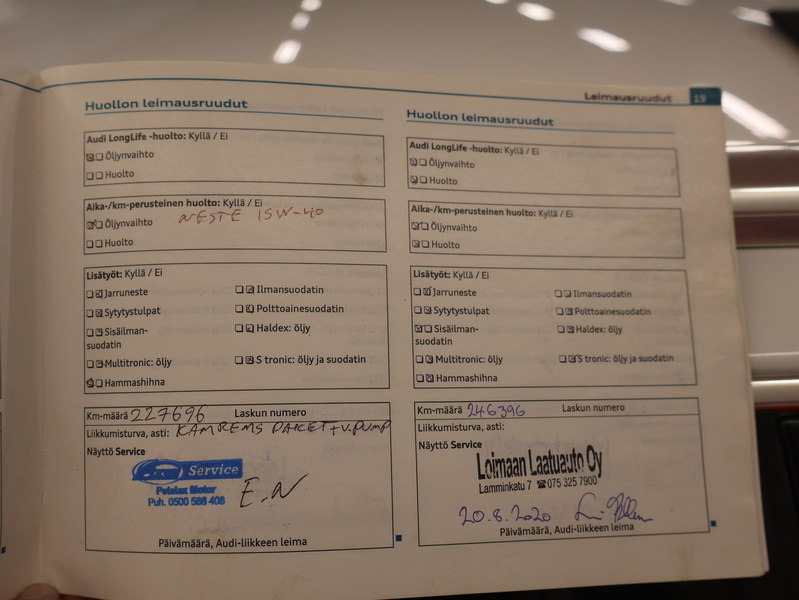 Leimausruudut 19
Huollon leimausruudut
Audi LongLife -huolto: Kyllä / Ei
Öljynvaihto
Huolto
Aika-/km-perusteinen huolto: Kyllä / Ei
Öljynvaihto NESTE 15W-40
Huolto
Lisätyöt: Kyllä / Ei
Jarruneste
Ilmansuodatin
Sytytystulpat
Polttoainesuodatin
Sisäilman-
suodatin
Haldex: öljy
Multitronic: öljy
S tronic: öljy ja suodatin
Hammashihna
Km-määrä 227696 Laskun numero
Liikkumisturva, asti: KAMREMS PAKET + V.PUMP
Näyttö Service
Service
Petalax Motor
Puh. 0500 588 408
E.N
Päivämäärä, Audi-liikkeen leima
Huollon leimausruudut
Audi LongLife -huolto: Kyllä / Ei
Öljynvaihto
Huolto
Aika-/km-perusteinen huolto: Kyllä / Ei
Öljynvaihto
Huolto
Lisätyöt: Kyllä / Ei
Jarruneste
Ilmansuodatin
Sytytystulpat
Polttoainesuodatin
Sisäilman-
suodatin
Haldex: öljy
Multitronic: öljy
S tronic: öljy ja suodatin
Hammashihna
Km-määrä 246396 Laskun numero
Liikkumisturva, asti:
Näyttö Service
Loimaan Laatuauto Oy
Lamminkatu 7 ☎075 325 7900
20.8.2020
Päivämäärä, Audi-liikkeen leima